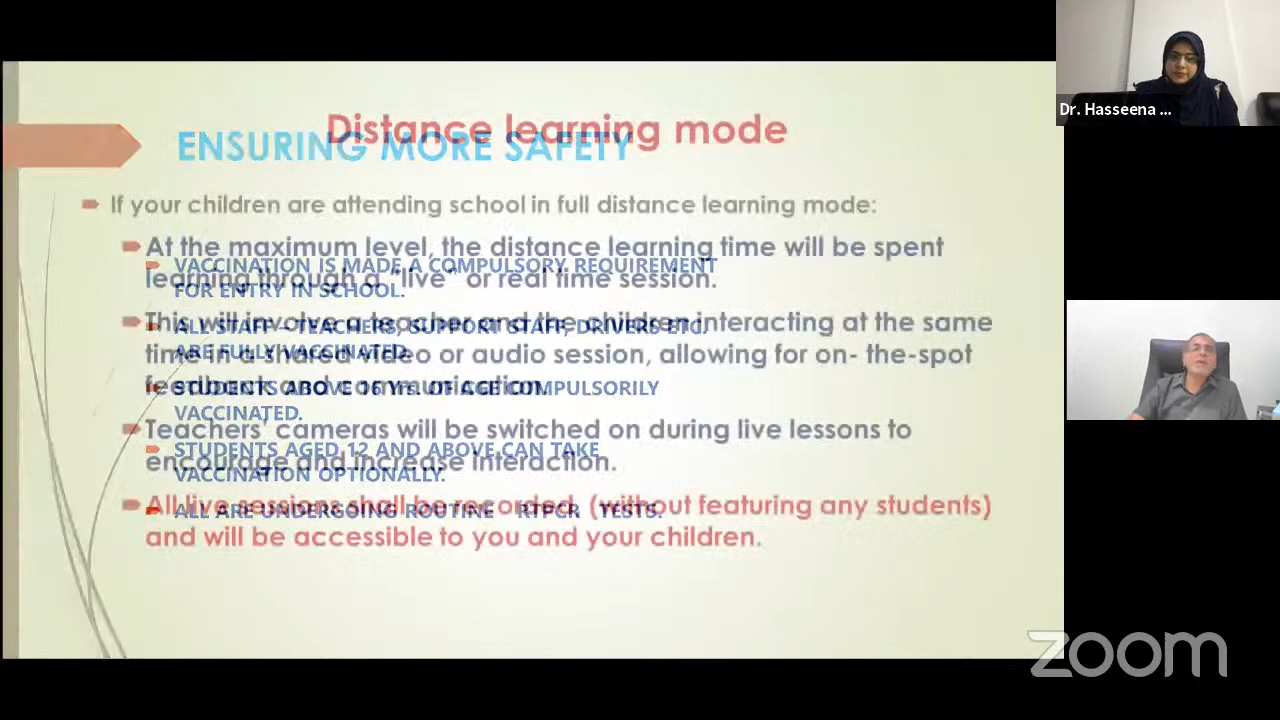 Distance learning mode
If your children are attending school in full distance learning mode:
At the maximum level, the distance learning time will be spent
learning through a “live” or real time session.
This will involve a teacher and the children interacting at the same
time in a shared video or audio session, allowing for on- the-spot
feedback and communication.
Teachers’ cameras will be switched on during live lessons to
encourage and increase interaction.
All live sessions shall be recorded, (without featuring any students)
and will be accessible to you and your children.
ENSURING MORE SAFETY
VACCINATION IS MADE A COMPULSORY REQUIREMENT
FOR ENTRY IN SCHOOL.
ALL STAFF – TEACHERS, SUPPORT STAFF, DRIVERS ETC.
ARE FULLY VACCINATED.
STUDENTS ABOVE 16 Yrs. OF AGE COMPULSORILY
VACCINATED.
STUDENTS AGED 12 AND ABOVE CAN TAKE
VACCINATION OPTIONALLY.
ALL ARE UNDERGOING ROUTINE RTPCR TESTS.
Dr. Hasseena ...
zoom